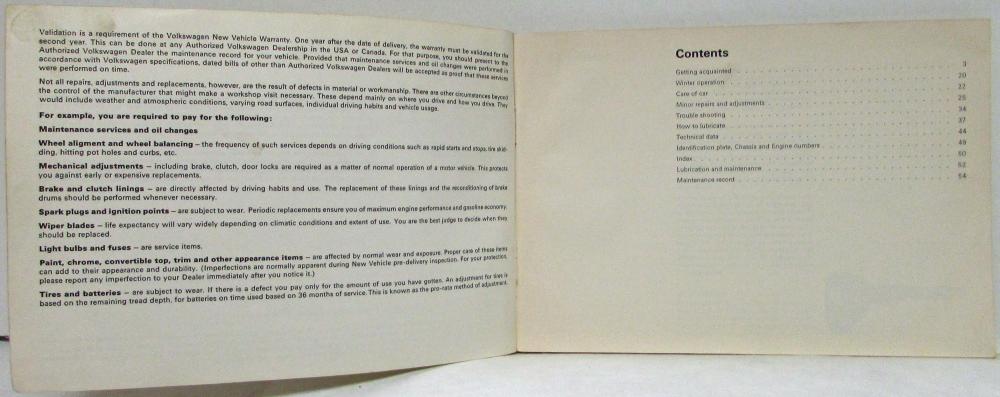 Validation is a requirement of the Volkswagen New Vehicle Warranty. One year after the date of delivery, the warranty must be validated for the
second year. This can be done at any Authorized Volkswagen Dealership in the USA or Canada. For that purpose, you should present to the
Authorized Volkswagen Dealer the maintenance record for your vehicle. Provided that maintenance services and oil changes were performed in
accordance with Volkswagen specifications, dated bills of other than Authorized Volkswagen Dealers will be accepted as proof that these services
were performed on time.
Not all repairs, adjustments and replacements, however, are the result of defects in material or workmanship. There are other circumstances beyond
the control of the manufacturer that might make a workshop visit necessary. These depend mainly on where you drive and how you drive. They
would include weather and atmospheric conditions, varying road surfaces, individual driving habits and vehicle usage.
For example, you are required to pay for the following:
Maintenance services and oil changes
Wheel aligment and wheel balancing – the frequency of such services depends on driving conditions such as rapid starts and stops, tire skid-
ding, hitting pot holes and curbs, etc.
Mechanical adjustments – including brake, clutch, door locks are required as a matter of normal operation of a motor vehicle. This protects
you against early or expensive replacements.
Brake and clutch linings – are directly affected by driving habits and use. The replacement of these linings and the reconditioning of brake
drums should be performed whenever necessary.
Spark plugs and ignition points – are subject to wear. Periodic replacements ensure you of maximum engine performance and gasoline economy.
Wiper blades – life expectancy will vary widely depending on climatic conditions and extent of use. You are the best judge to decide when they
should be replaced.
Light bulbs and fuses – are service items.
Paint, chrome, convertible top, trim and other appearance items – are affected by normal wear and exposure. Proper care of these items
can add to their appearance and durability. (Imperfections are normally apparent during New Vehicle pre-delivery inspection. For your protection,
please report any imperfection to your Dealer immediately after you notice it.)
Tires and batteries – are subject to wear. If there is a defect you pay only for the amount of use you have gotten. An adjustment for tires is
based on the remaining tread depth, for batteries on time used based on 36 months of service. This is known as the pro-rata method of adjustment.
Contents
Getting acquainted 3
Winter operation 20
Care of car 22
Minor repairs and adjustments 25
Trouble shooting 34
How to lubricate 37
Technical data 44
Identification plate, Chassis and Engine numbers 49
Index 50
Lubrication and maintenance 52
Maintenance record 54